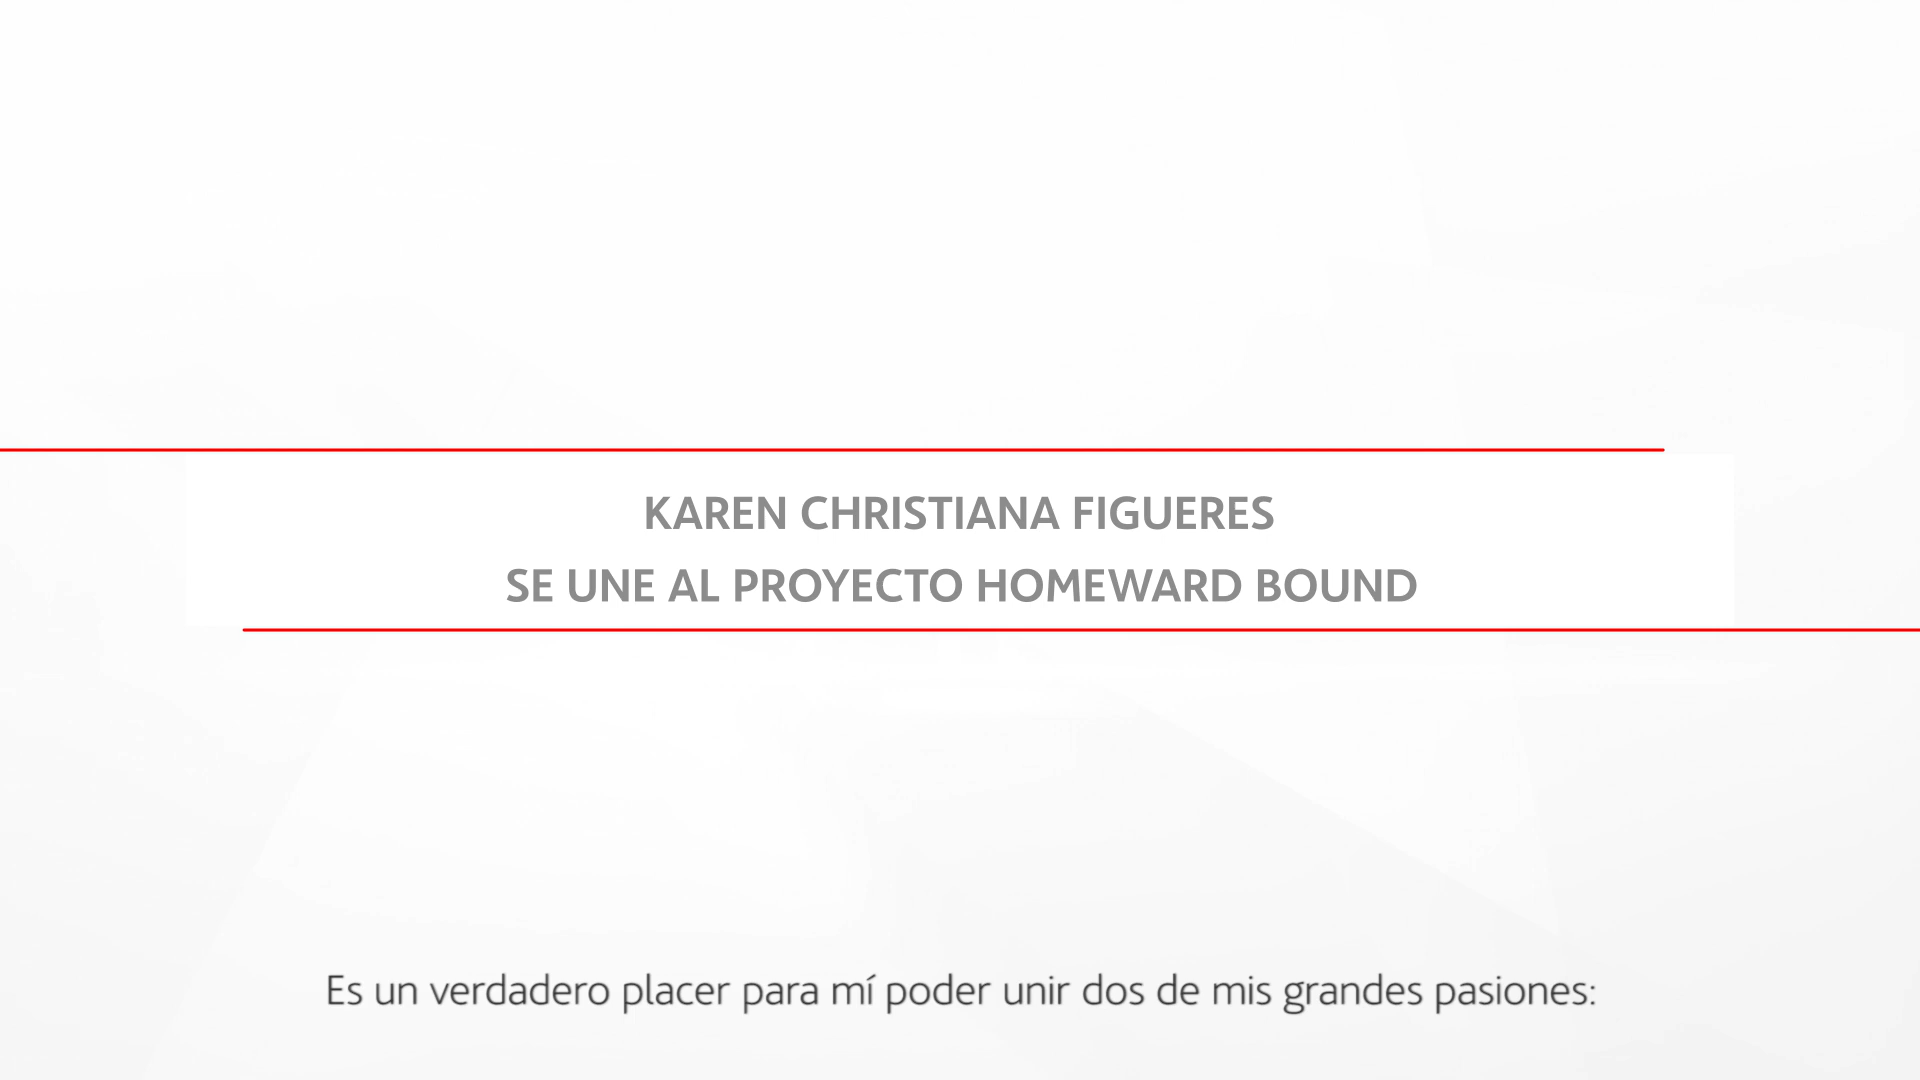 KAREN CHRISTIANA FIGUERES
SE UNE AL PROYECTO HOMEWARD BOUND
Es un verdadero placer para mí poder unir dos de mis grandes pasiones: